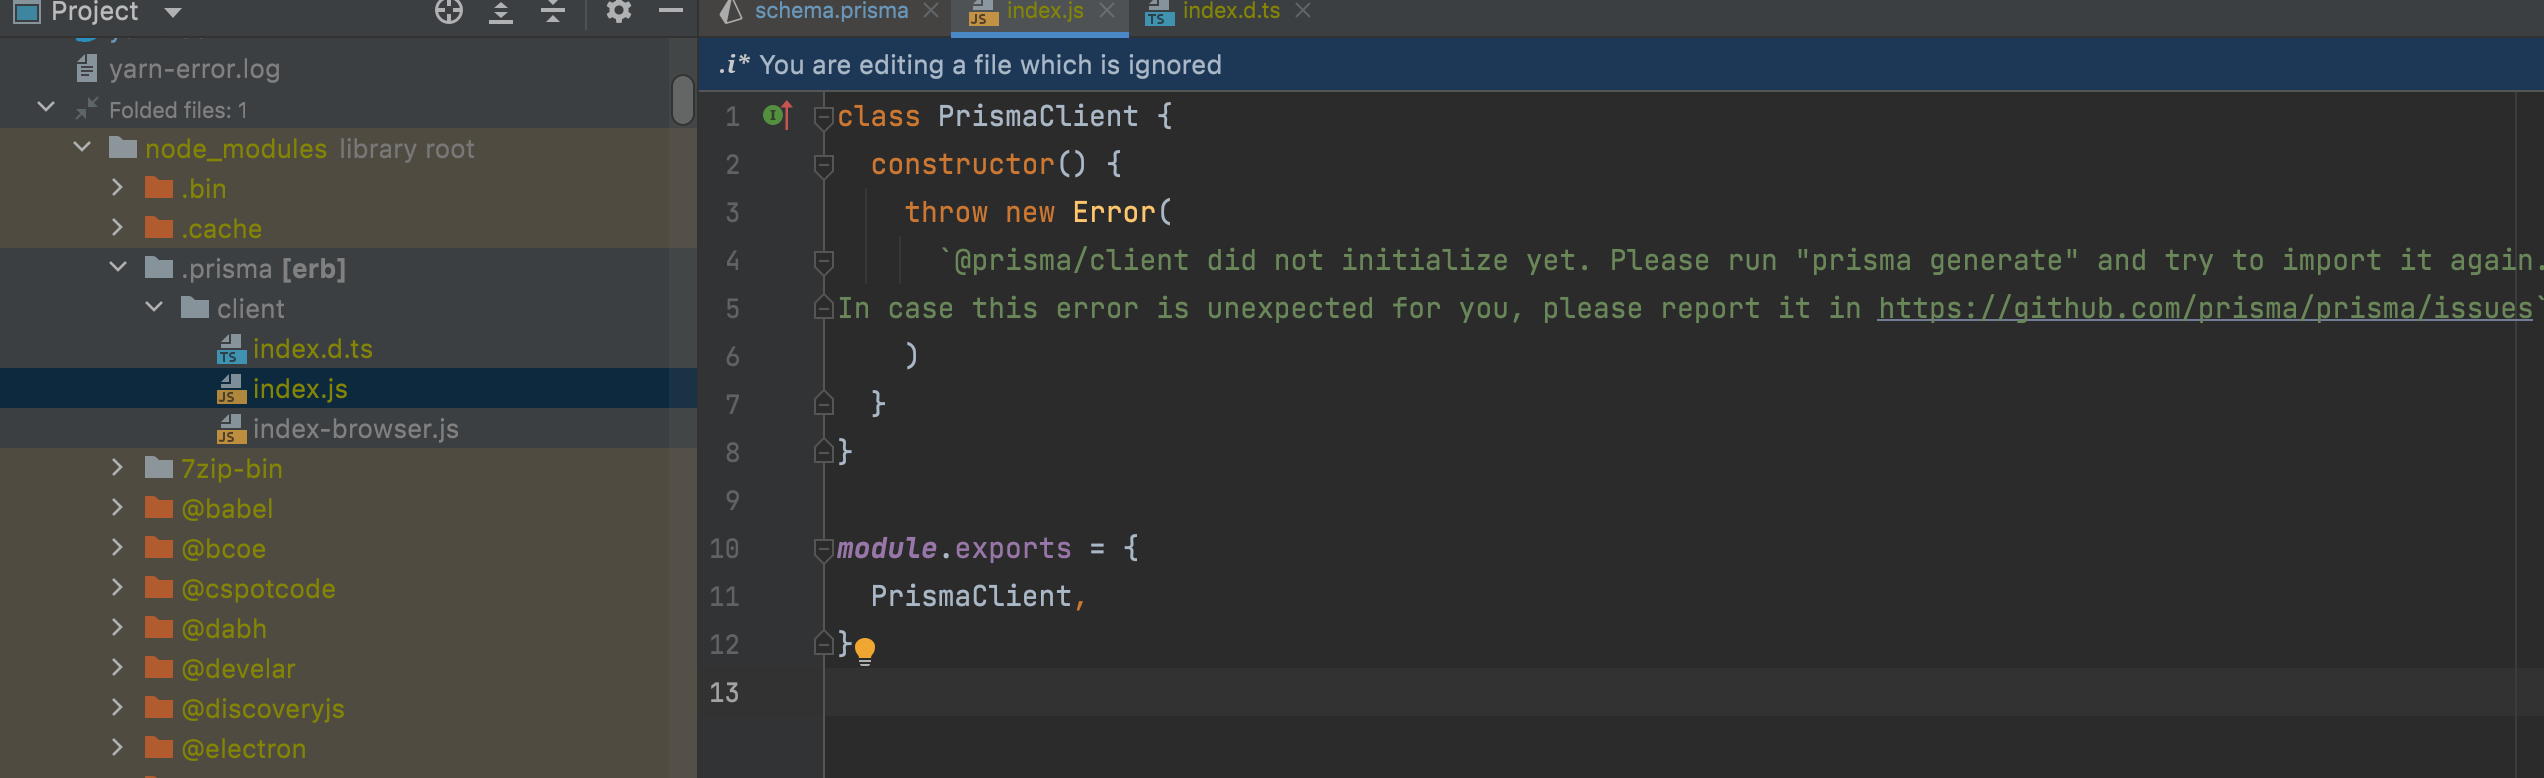 Project
yarn-error.log
Folded files: 1
node_modules library root
.bin
.cache
.prisma [erb]
client
TS index.d.ts
JS index.js
JS index-browser.js
7zip-bin
@babel
@bcoe
@cspotcode
@dabh
@develar
@discoveryjs
@electron
schema.prisma
JS index.js
TS index.d.ts
.i* You are editing a file which is ignored
1 class PrismaClient {
2 constructor() {
3 throw new Error(
4 `@prisma/client did not initialize yet. Please run "prisma generate" and try to import it again.
5 In case this error is unexpected for you, please report it in https://github.com/prisma/prisma/issues`
6 )
7 }
8 }
9
10 module.exports = {
11 PrismaClient,
12 }
13